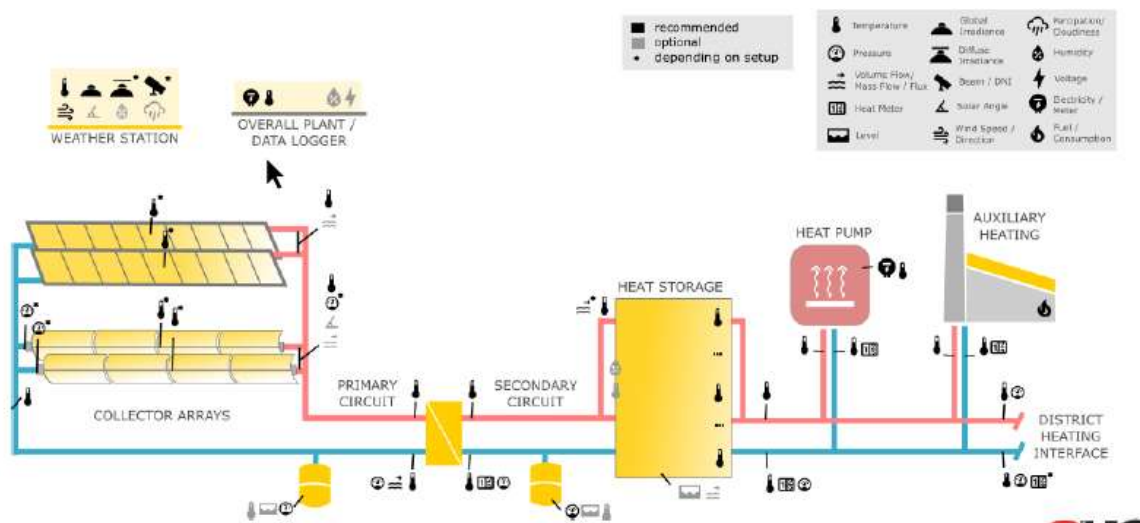 recommended
optional
* depending on setup
Temperature
Global Irradiance
Percipation/ Cloudiness
Pressure
Diffuse Irradiance
Humidity
Volume Flow/ Mass Flow / Flux
Beam / DNI
Voltage
Heat Meter
Solar Angle
Electricity / Meter
Level
Wind Speed / Direction
Fuel / Consumption
WEATHER STATION
OVERALL PLANT /
DATA LOGGER
HEAT PUMP
AUXILIARY
HEATING
HEAT STORAGE
PRIMARY
CIRCUIT
SECONDARY
CIRCUIT
COLLECTOR ARRAYS
DISTRICT
HEATING
INTERFACE